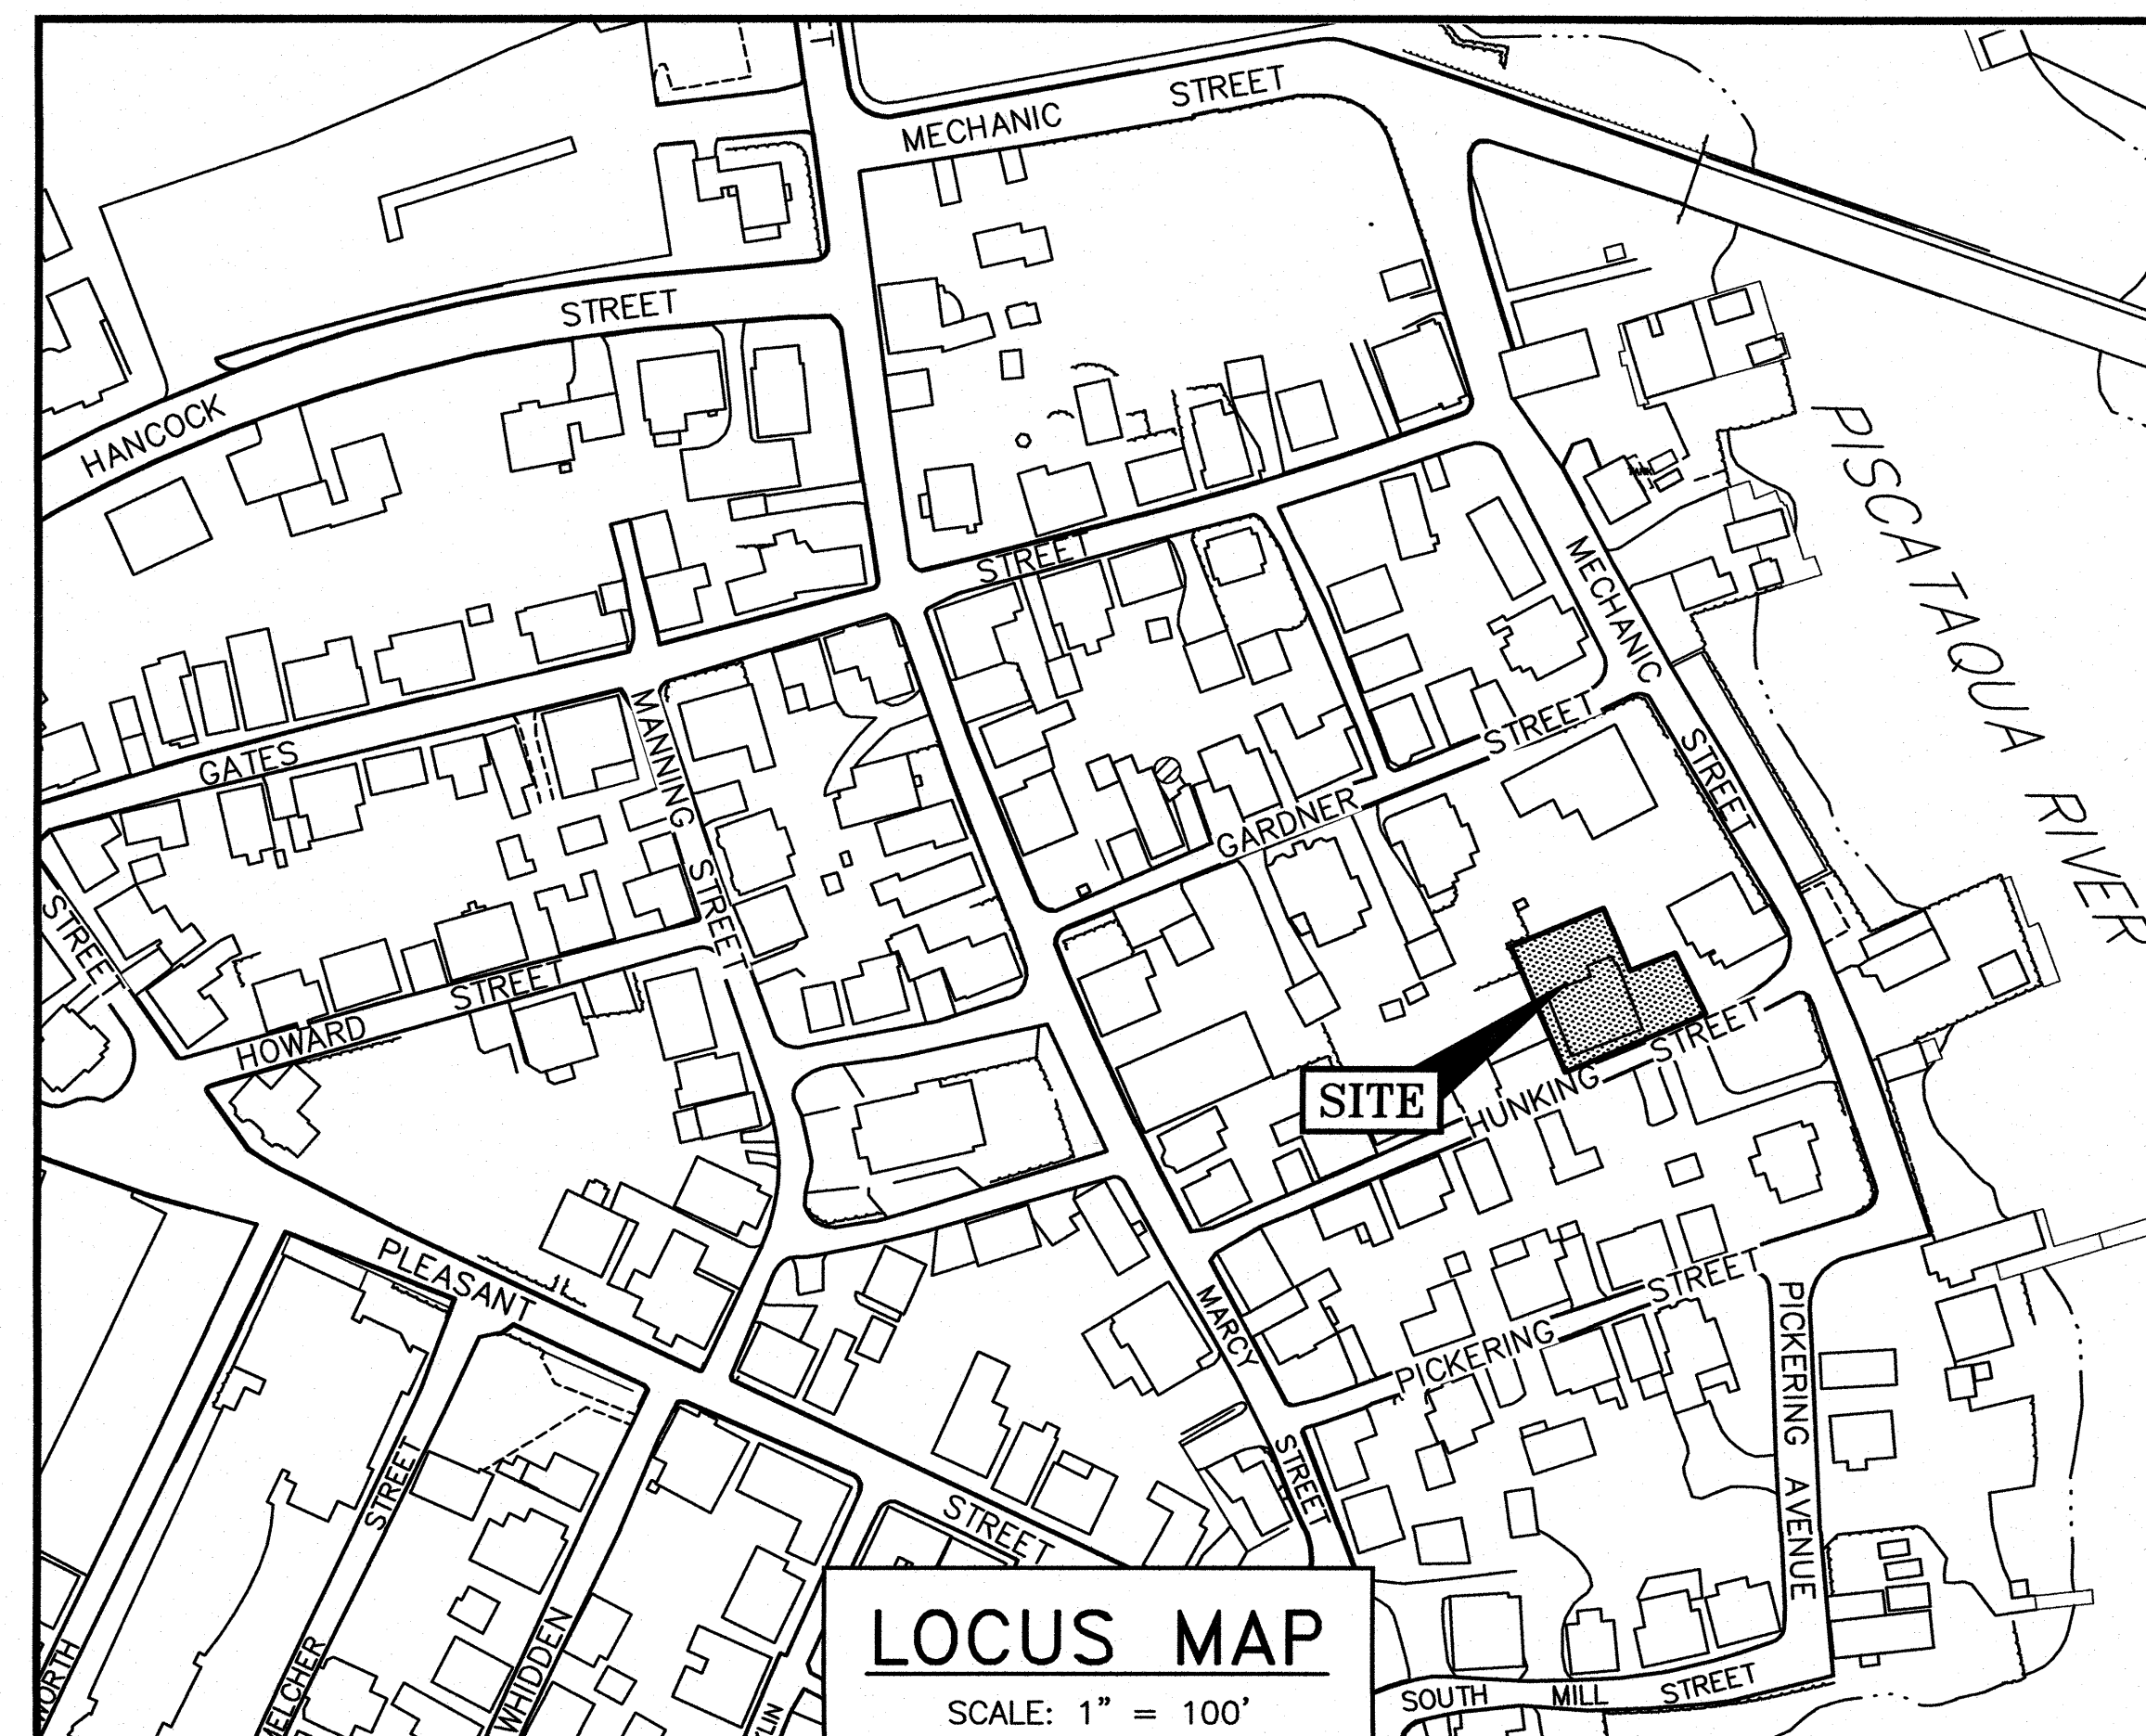 MECHANIC STREET
HANCOCK STREET
STREET
GATES
MANNING STREET
MECHANIC STREET
PISCATAQUA RIVER
GARDNER STREET
STREET
HOWARD STREET
SITE
HUNKING STREET
PLEASANT STREET
MARCY STREET
PICKERING STREET
PICKERING AVENUE
STREET
MELCHER
WHIDDEN
LOCUS MAP
SCALE: 1" = 100'
SOUTH MILL STREET